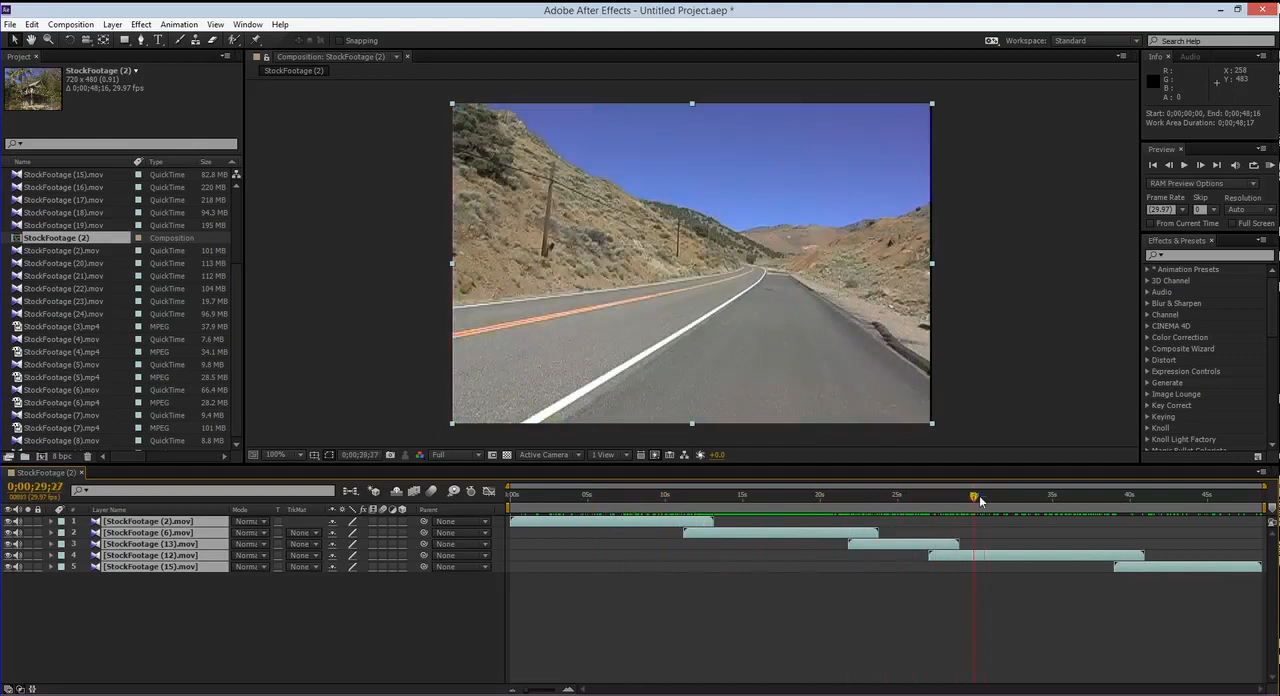 Adobe After Effects - Untitled Project.aep *
File Edit Composition Layer Effect Animation View Window Help
Snapping
Workspace: Standard
Search Help
Project
StockFootage (2)
720 x 480 (0.91)
Δ 0;00;48;16, 29.97 fps
Name Type Size
StockFootage (15).mov QuickTime 82.8 MB
StockFootage (16).mov QuickTime 220 MB
StockFootage (17).mov QuickTime 218 MB
StockFootage (18).mov QuickTime 94.3 MB
StockFootage (19).mov QuickTime 195 MB
StockFootage (2) Composition
StockFootage (2).mov QuickTime 101 MB
StockFootage (20).mov QuickTime 113 MB
StockFootage (21).mov QuickTime 112 MB
StockFootage (22).mov QuickTime 104 MB
StockFootage (23).mov QuickTime 19.7 MB
StockFootage (24).mov QuickTime 96.9 MB
StockFootage (3).mp4 MPEG 37.9 MB
StockFootage (4).mov QuickTime 7.6 MB
StockFootage (4).mp4 MPEG 34.1 MB
StockFootage (5).mov QuickTime 9.8 MB
StockFootage (5).mp4 MPEG 28.5 MB
StockFootage (6).mov QuickTime 66.4 MB
StockFootage (6).mp4 MPEG 28.2 MB
StockFootage (7).mov QuickTime 9.4 MB
StockFootage (7).mp4 MPEG 101 MB
StockFootage (8).mov QuickTime 8.8 MB
8 bpc
Composition: StockFootage (2)
StockFootage (2)
100% 0;00;28;27 Full Active Camera 1 View +0.0
Info Audio
R : X : 258
G : Y : 483
B :
A : 0
Start: 0;00;00;00, End: 0;00;48;16
Work Area Duration: 0;00;48;17
Preview
RAM Preview Options
Frame Rate Skip Resolution
(29.97) 0 Auto
From Current Time Full Screen
Effects & Presets
* Animation Presets
3D Channel
Audio
Blur & Sharpen
Channel
CINEMA 4D
Color Correction
Composite Wizard
Distort
Expression Controls
Generate
Image Lounge
Key Correct
Keying
Knoll
Knoll Light Factory
StockFootage (2)
0;00;29;27
00897 (29.97 fps)
:00s 05s 10s 15s 20s 25s 35s 40s 45s
# Layer Name Mode T TrkMat Parent
1 [StockFootage (2).mov] Norma None
2 [StockFootage (6).mov] Norma None None
3 [StockFootage (13).mov] Norma None None
4 [StockFootage (12).mov] Norma None None
5 [StockFootage (15).mov] Norma None None